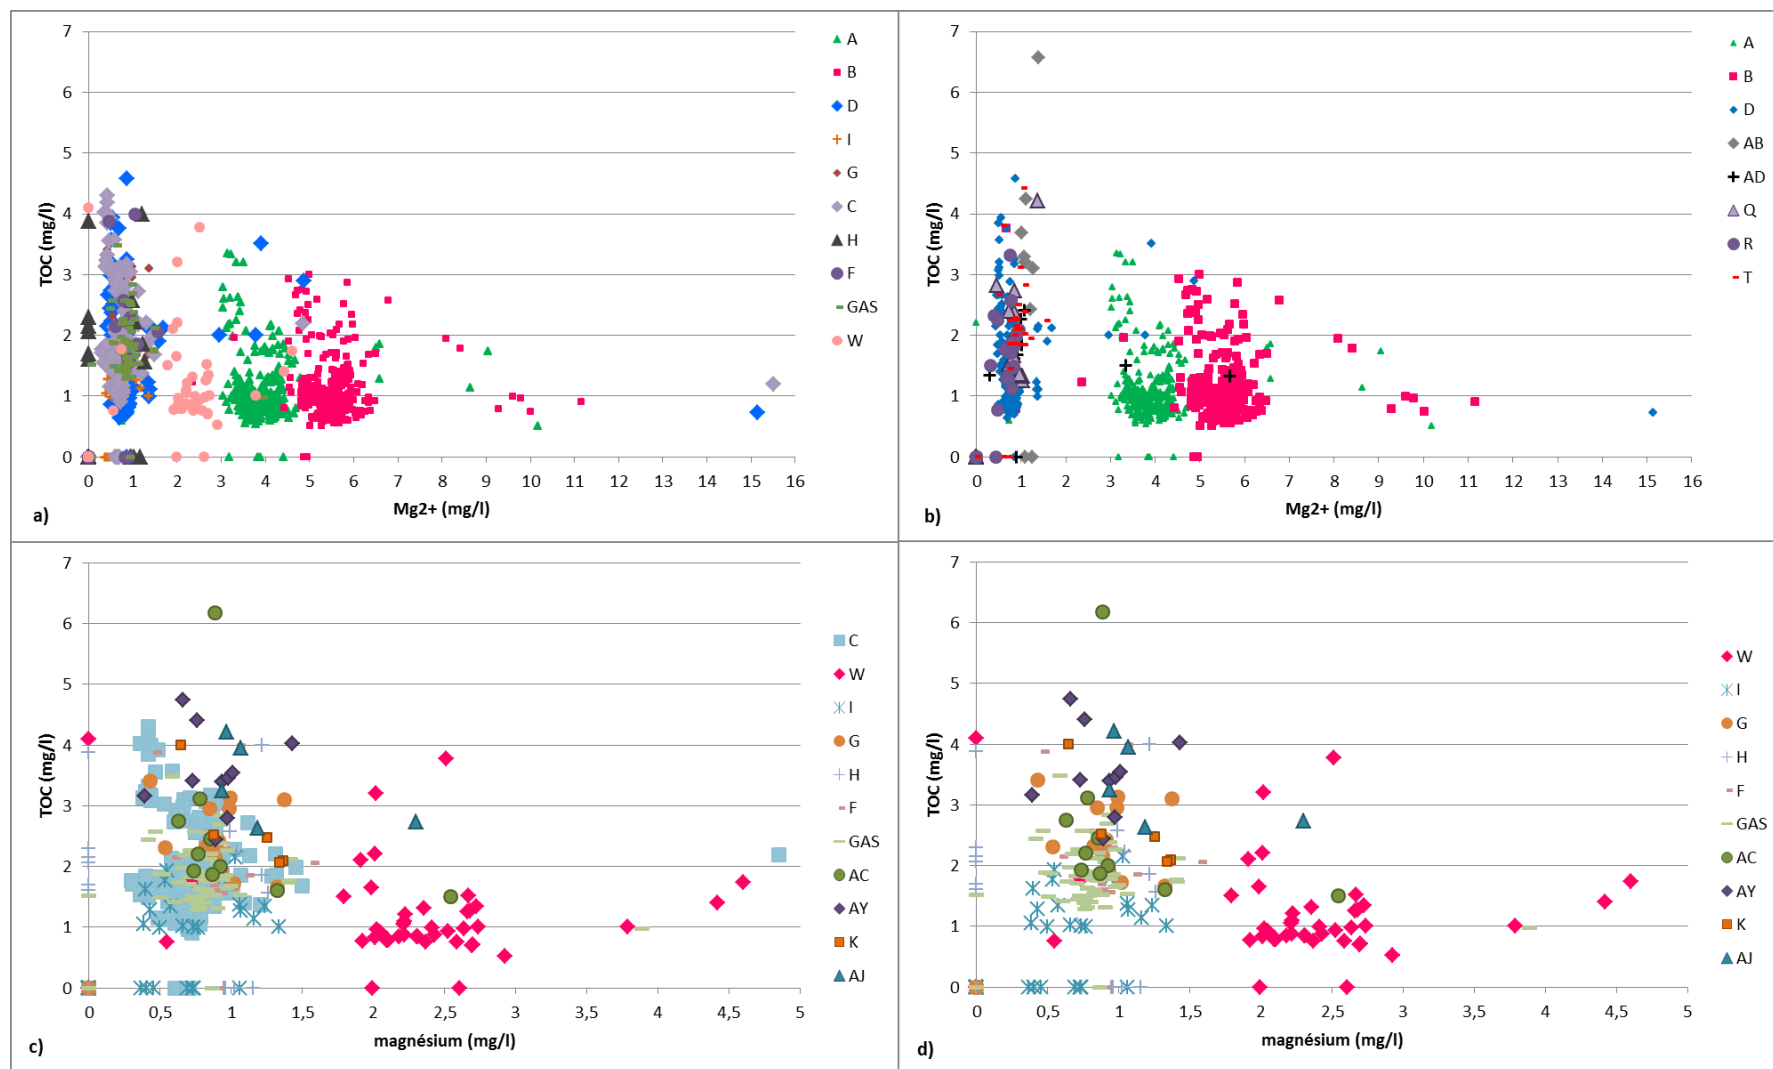 7
6
5
4
3
2
1
0
TOC (mg/l)
0 1 2 3 4 5 6 7 8 9 10 11 12 13 14 15 16
Mg2+ (mg/l)
a)
A
B
D
I
G
C
H
F
GAS
W
7
6
5
4
3
2
1
0
TOC (mg/l)
0 1 2 3 4 5 6 7 8 9 10 11 12 13 14 15 16
Mg2+ (mg/l)
b)
A
B
D
AB
AD
Q
R
T
7
6
5
4
3
2
1
0
TOC (mg/l)
0 0,5 1 1,5 2 2,5 3 3,5 4 4,5 5
magnésium (mg/l)
c)
C
W
I
G
H
F
GAS
AC
AY
K
AJ
7
6
5
4
3
2
1
0
TOC (mg/l)
0 0,5 1 1,5 2 2,5 3 3,5 4 4,5 5
magnésium (mg/l)
d)
W
I
G
H
F
GAS
AC
AY
K
AJ